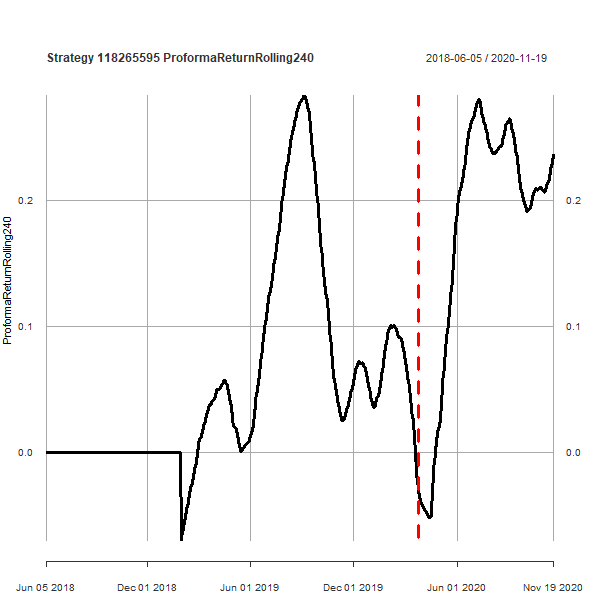 Strategy 118265595 ProformaReturnRolling240
2018-06-05 / 2020-11-19
ProformaReturnRolling240
0.2
0.2
0.1
0.1
0.0
0.0
Jun 05 2018
Dec 01 2018
Jun 01 2019
Dec 01 2019
Jun 01 2020
Nov 19 2020